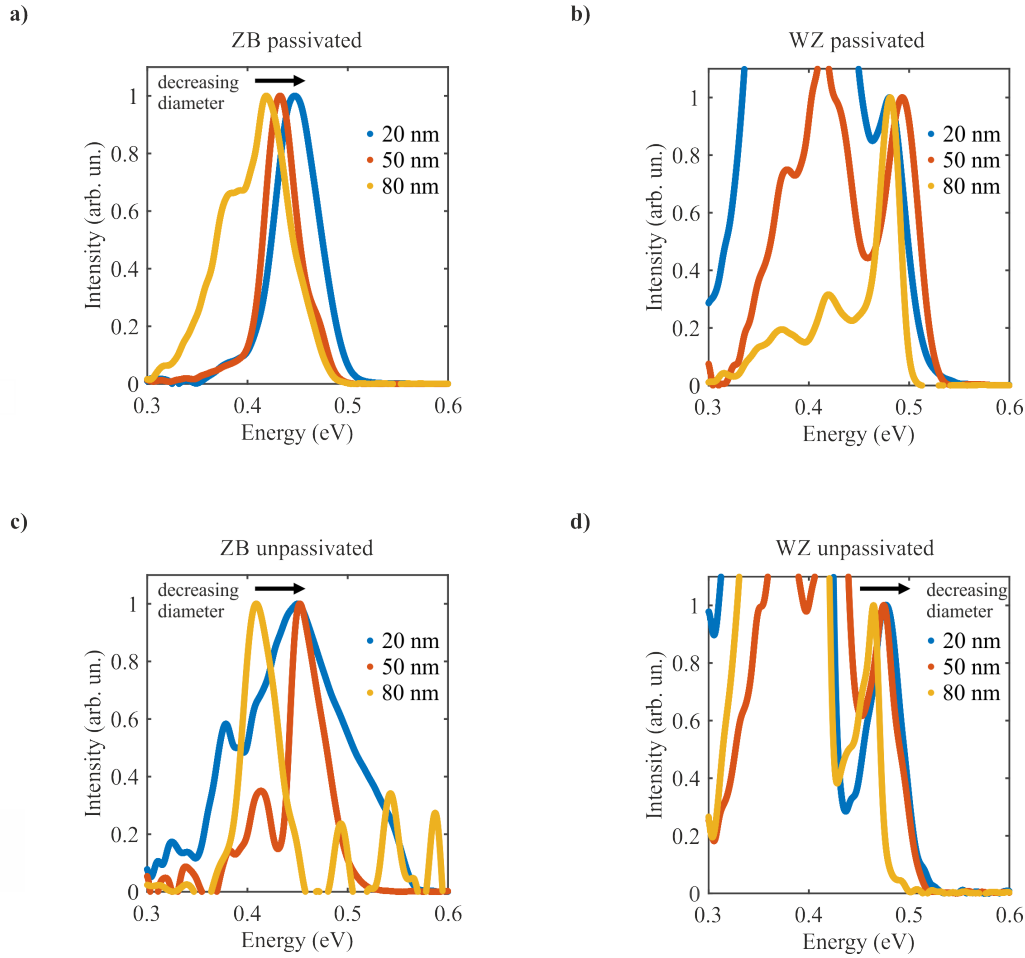 a)
ZB passivated
decreasing
diameter
20 nm
50 nm
80 nm
Intensity (arb. un.)
1
0.8
0.6
0.4
0.2
0
0.3
0.4
0.5
0.6
Energy (eV)
b)
WZ passivated
20 nm
50 nm
80 nm
Intensity (arb. un.)
1
0.8
0.6
0.4
0.2
0
0.3
0.4
0.5
0.6
Energy (eV)
c)
ZB unpassivated
decreasing
diameter
20 nm
50 nm
80 nm
Intensity (arb. un.)
1
0.8
0.6
0.4
0.2
0
0.3
0.4
0.5
0.6
Energy (eV)
d)
WZ unpassivated
decreasing
diameter
20 nm
50 nm
80 nm
Intensity (arb. un.)
1
0.8
0.6
0.4
0.2
0
0.3
0.4
0.5
0.6
Energy (eV)